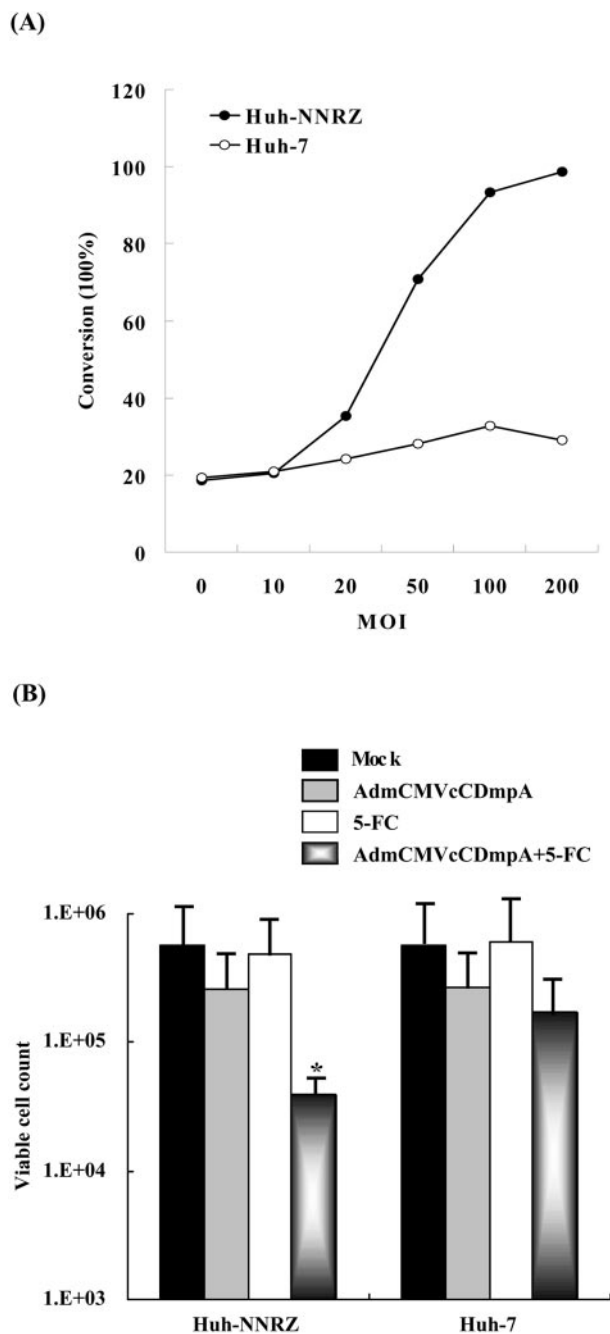 (A)
120
100
80
60
40
20
0
Conversion (100%)
Huh-NNRZ
Huh-7
0 10 20 50 100 200
MOI
(B)
Mock
AdmCMVcCDmpA
5-FC
AdmCMVcCDmpA+5-FC
1.E+06
1.E+05
1.E+04
1.E+03
Viable cell count
*
Huh-NNRZ Huh-7